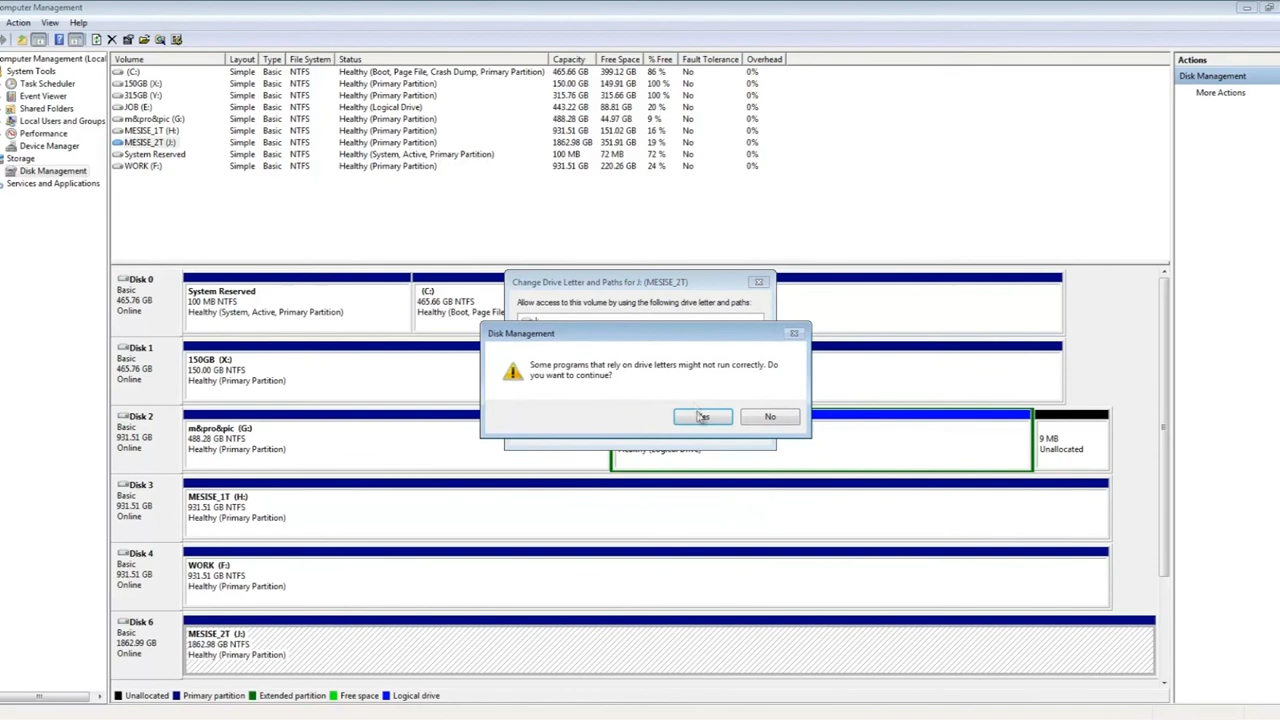 omputer Management
Action View Help
omputer Management (Local
System Tools
Task Scheduler
Event Viewer
Shared Folders
Local Users and Groups
Performance
Device Manager
Storage
Disk Management
Services and Applications
Volume Layout Type File System Status Capacity Free Space % Free Fault Tolerance Overhead
(C:) Simple Basic NTFS Healthy (Boot, Page File, Crash Dump, Primary Partition) 465.66 GB 399.12 GB 86 % No 0%
150GB (X:) Simple Basic NTFS Healthy (Primary Partition) 150.00 GB 149.91 GB 100 % No 0%
315GB (Y:) Simple Basic NTFS Healthy (Primary Partition) 315.76 GB 315.66 GB 100 % No 0%
JOB (E:) Simple Basic NTFS Healthy (Logical Drive) 443.22 GB 88.81 GB 20 % No 0%
m&pro&pic (G:) Simple Basic NTFS Healthy (Primary Partition) 488.28 GB 44.97 GB 9 % No 0%
MESISE_1T (H:) Simple Basic NTFS Healthy (Primary Partition) 931.51 GB 151.02 GB 16 % No 0%
MESISE_2T (J:) Simple Basic NTFS Healthy (Primary Partition) 1862.98 GB 351.91 GB 19 % No 0%
System Reserved Simple Basic NTFS Healthy (System, Active, Primary Partition) 100 MB 72 MB 72 % No 0%
WORK (F:) Simple Basic NTFS Healthy (Primary Partition) 931.51 GB 220.26 GB 24 % No 0%
Actions
Disk Management
More Actions
Disk 0
Basic
465.76 GB
Online
System Reserved
100 MB NTFS
Healthy (System, Active, Primary Partition)
(C:)
465.66 GB NTFS
Healthy (Boot, Page File
Change Drive Letter and Paths for J: (MESISE_2T)
Allow access to this volume by using the following drive letter and paths:
Disk Management
Some programs that rely on drive letters might not run correctly. Do
you want to continue?
No
Disk 1
Basic
465.76 GB
Online
150GB (X:)
150.00 GB NTFS
Healthy (Primary Partition)
Disk 2
Basic
931.51 GB
Online
m&pro&pic (G:)
488.28 GB NTFS
Healthy (Primary Partition)
Healthy (Logical Drive)
9 MB
Unallocated
Disk 3
Basic
931.51 GB
Online
MESISE_1T (H:)
931.51 GB NTFS
Healthy (Primary Partition)
Disk 4
Basic
931.51 GB
Online
WORK (F:)
931.51 GB NTFS
Healthy (Primary Partition)
Disk 6
Basic
1862.99 GB
Online
MESISE_2T (J:)
1862.98 GB NTFS
Healthy (Primary Partition)
Unallocated Primary partition Extended partition Free space Logical drive